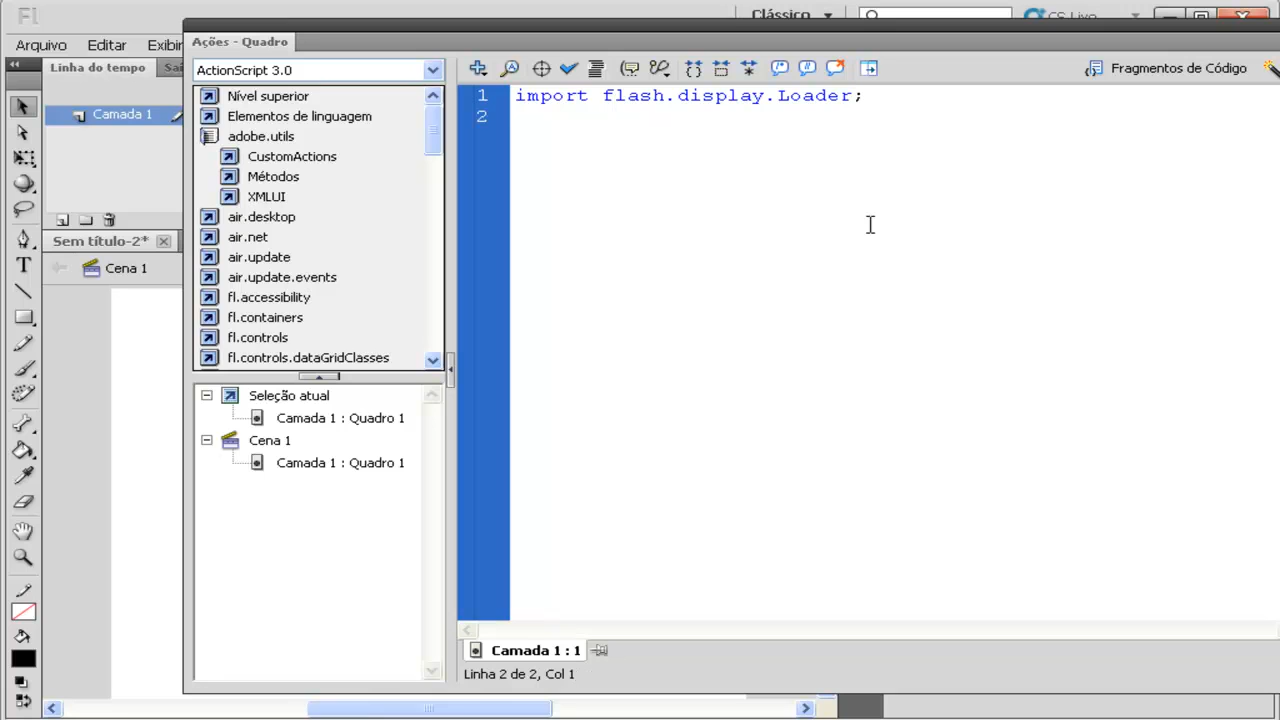 Fl
Clássico
CS Live
Arquivo Editar Exibir
Ações - Quadro
Linha do tempo
ActionScript 3.0
Fragmentos de Código
Nível superior
Elementos de linguagem
adobe.utils
CustomActions
Métodos
XMLUI
air.desktop
air.net
air.update
air.update.events
fl.accessibility
fl.containers
fl.controls
fl.controls.dataGridClasses
1 import flash.display.Loader;
2
Camada 1
Sem título-2*
Cena 1
Seleção atual
Camada 1 : Quadro 1
Cena 1
Camada 1 : Quadro 1
Camada 1 : 1
Linha 2 de 2, Col 1